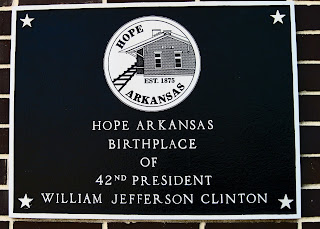 HOPE
EST. 1875
ARKANSAS
HOPE ARKANSAS
BIRTHPLACE
OF
42ND PRESIDENT
WILLIAM JEFFERSON CLINTON